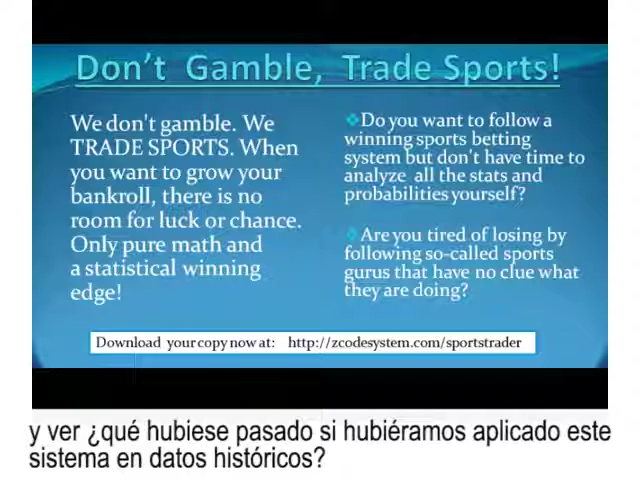 Don't Gamble, Trade Sports!
We don't gamble. We
TRADE SPORTS. When
you want to grow your
bankroll, there is no
room for luck or chance.
Only pure math and
a statistical winning
edge!
Do you want to follow a
winning sports betting
system but don't have time to
analyze all the stats and
probabilities yourself?
Are you tired of losing by
following so-called sports
gurus that have no clue what
they are doing?
Download your copy now at: http://zcodesystem.com/sportstrader
y ver ¿qué hubiese pasado si hubiéramos aplicado este
sistema en datos históricos?